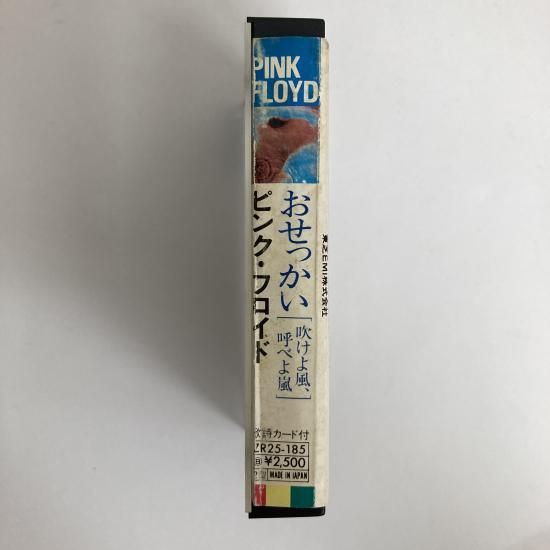 PINK
FLOYD
おせっかい
[吹けよ風、
呼べよ嵐]
ピンク・フロイド
東芝EMI株式会社
歌詩カード付
ZR25-185
¥2,500
MADE IN JAPAN